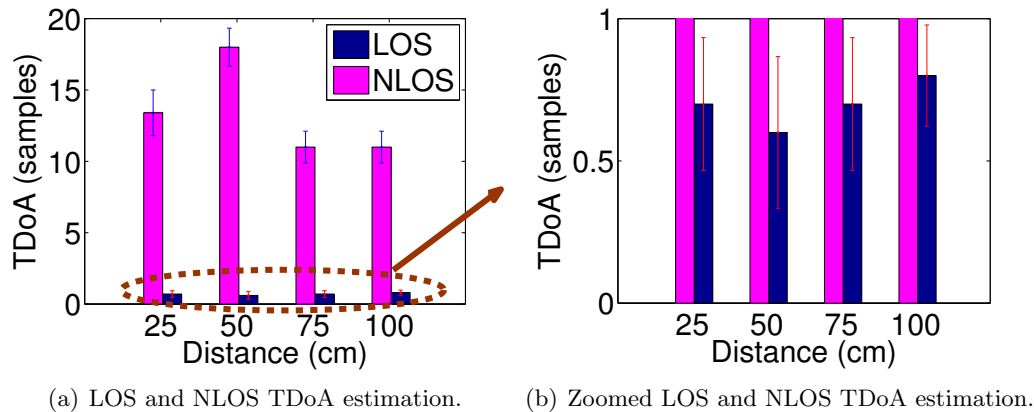 20
15
10
5
0
TDoA (samples)
LOS
NLOS
25 50 75 100
Distance (cm)
(a) LOS and NLOS TDoA estimation.
1
0.5
0
TDoA (samples)
25 50 75 100
Distance (cm)
(b) Zoomed LOS and NLOS TDoA estimation.